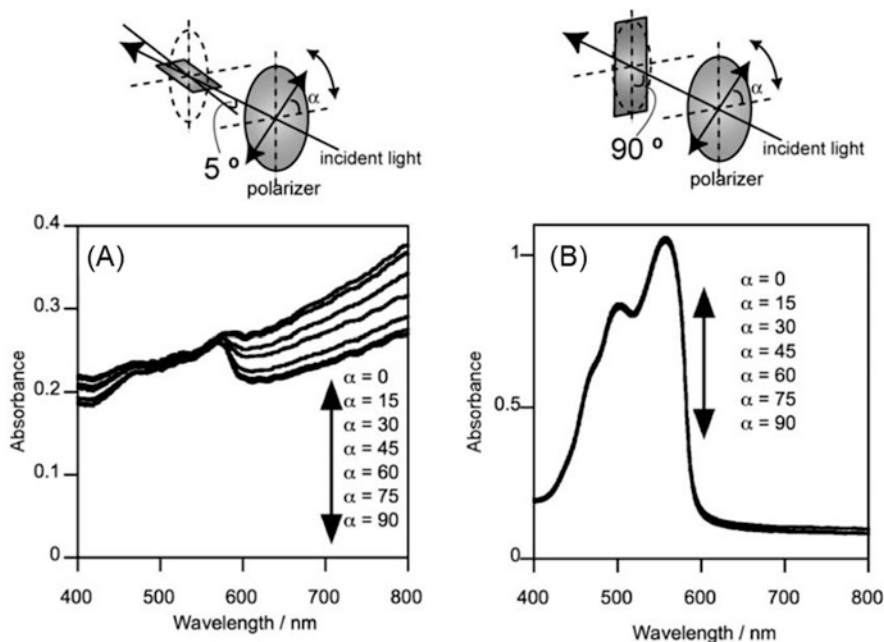 α
5 º
incident light
polarizer
α
90 º
incident light
polarizer
(A)
Absorbance
0.4
0.3
0.2
0.1
0
α = 0
α = 15
α = 30
α = 45
α = 60
α = 75
α = 90
400 500 600 700 800
Wavelength / nm
(B)
Absorbance
1
0.5
0
α = 0
α = 15
α = 30
α = 45
α = 60
α = 75
α = 90
400 500 600 700 800
Wavelength / nm